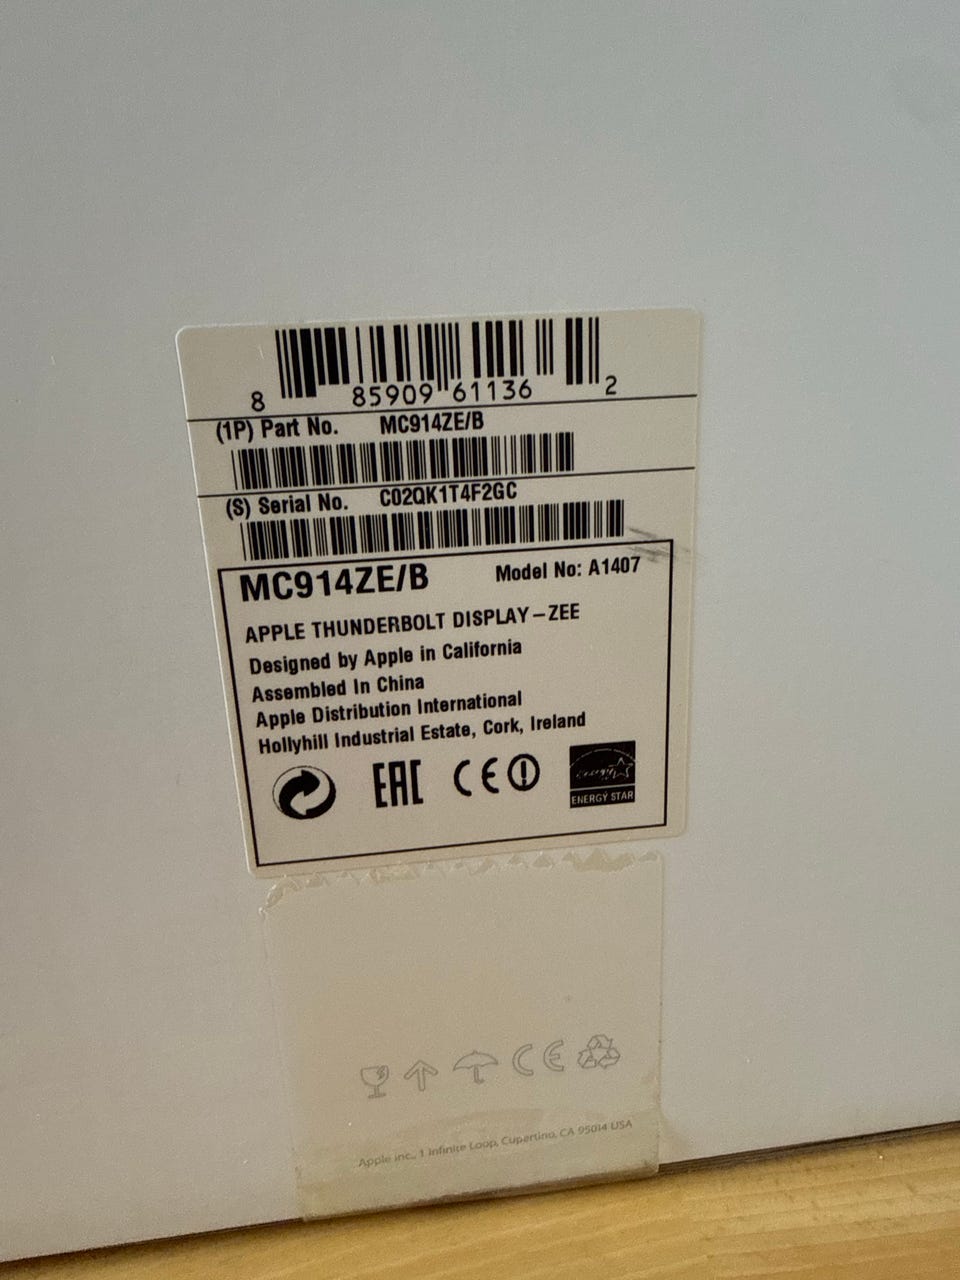 8 85909 61136 2
(1P) Part No. MC914ZE/B
(S) Serial No. C02QK1T4F2GC
MC914ZE/B Model No: A1407
APPLE THUNDERBOLT DISPLAY-ZEE
Designed by Apple in California
Assembled In China
Apple Distribution International
Hollyhill Industrial Estate, Cork, Ireland
EAC CE
energy
ENERGY STAR
CE
Apple Inc., 1 Infinite Loop, Cupertino, CA 95014 USA